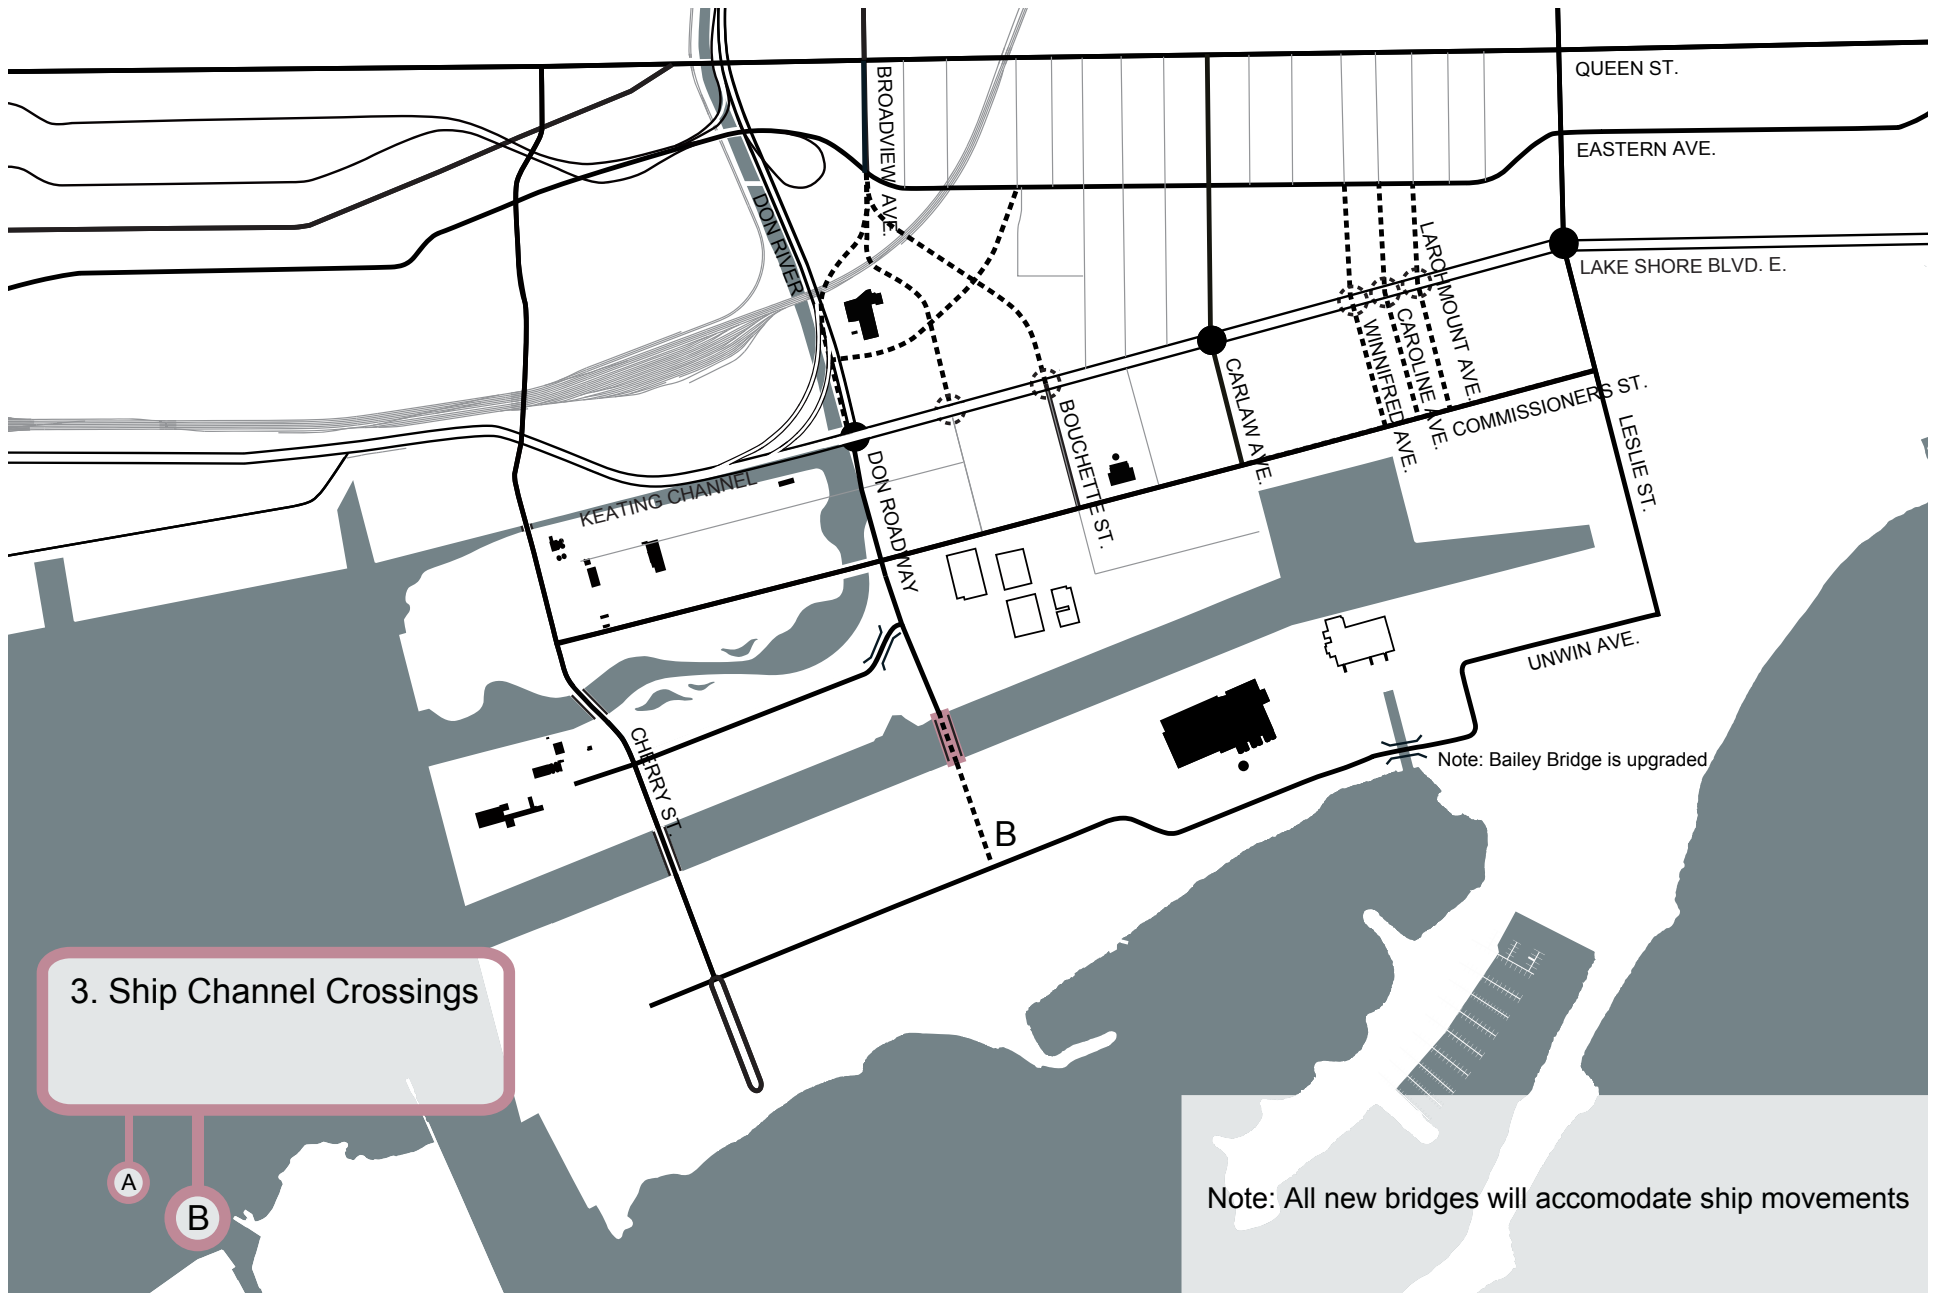 QUEEN ST.
BROADVIEW AVE.
EASTERN AVE.
DON RIVER
LARCHMOUNT AVE.
LAKE SHORE BLVD. E.
WINNIFRED AVE.
CAROLINE AVE.
CARLAW AVE.
COMMISSIONERS ST.
BOUCHETTE ST.
LESLIE ST.
DON ROADWAY
KEATING CHANNEL
UNWIN AVE.
CHERRY ST.
Note: Bailey Bridge is upgraded
B
3. Ship Channel Crossings
A
B
Note: All new bridges will accomodate ship movements